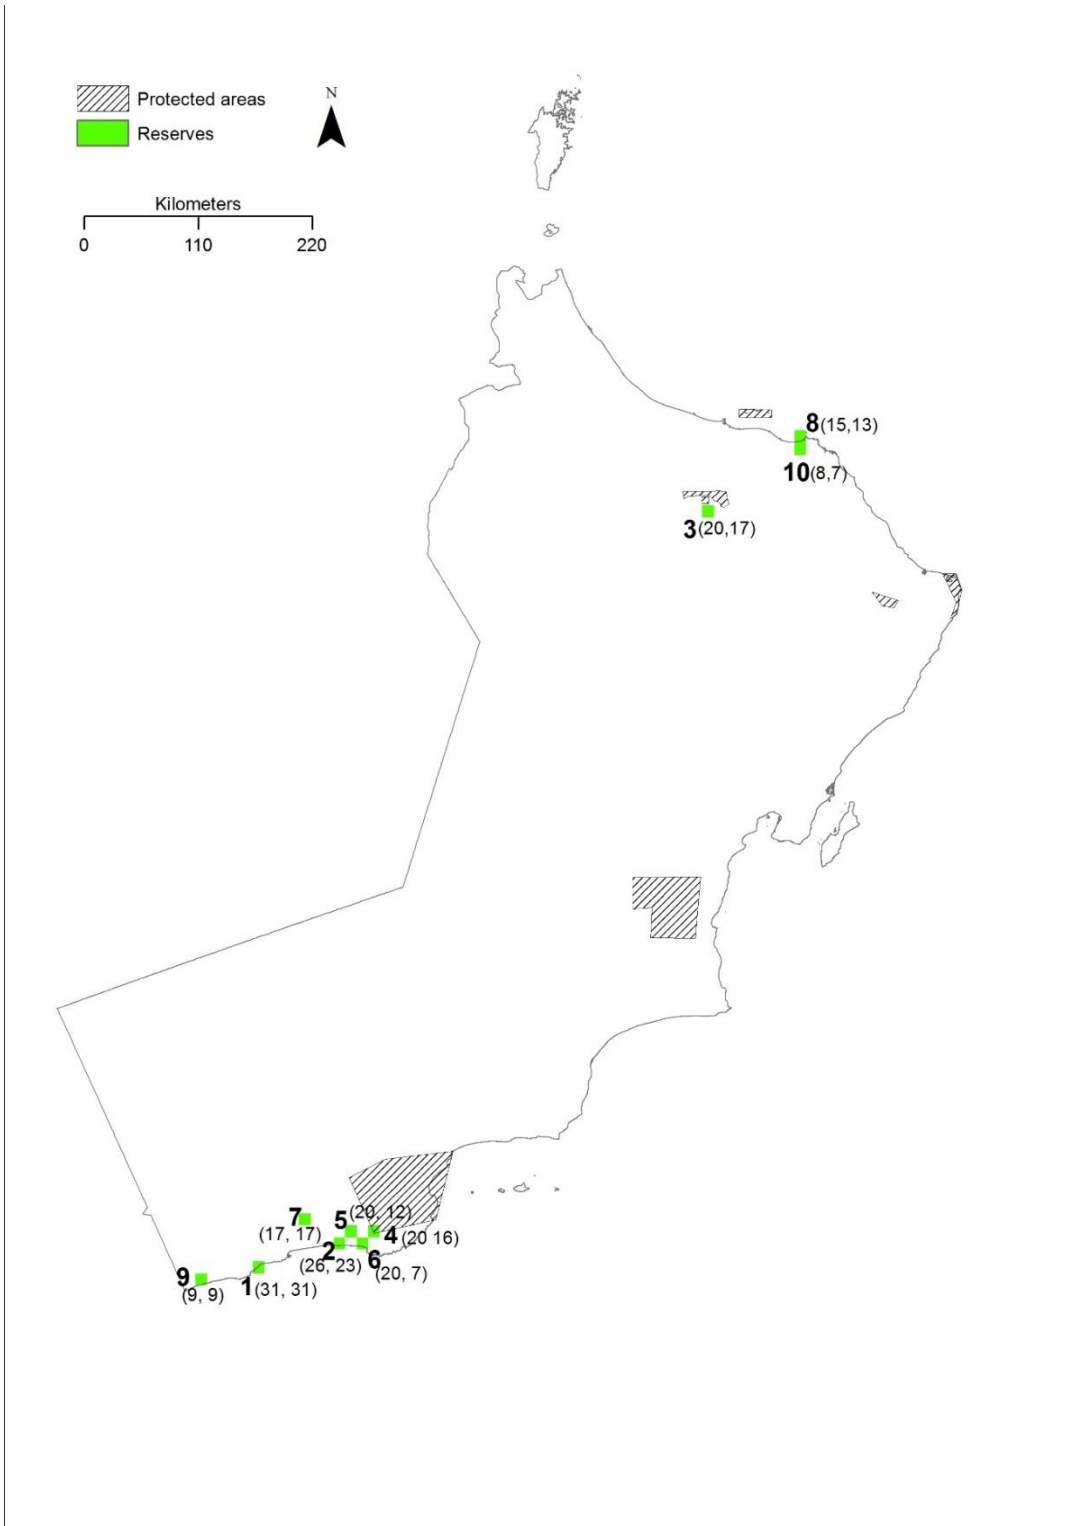 Protected areas
N
Reserves
Kilometers
0 110 220
8(15,13)
10(8,7)
3(20,17)
5(20, 12)
7
(17, 17)
4(20 16)
2
(26, 23)
6
(20, 7)
9
(9, 9)
1(31, 31)